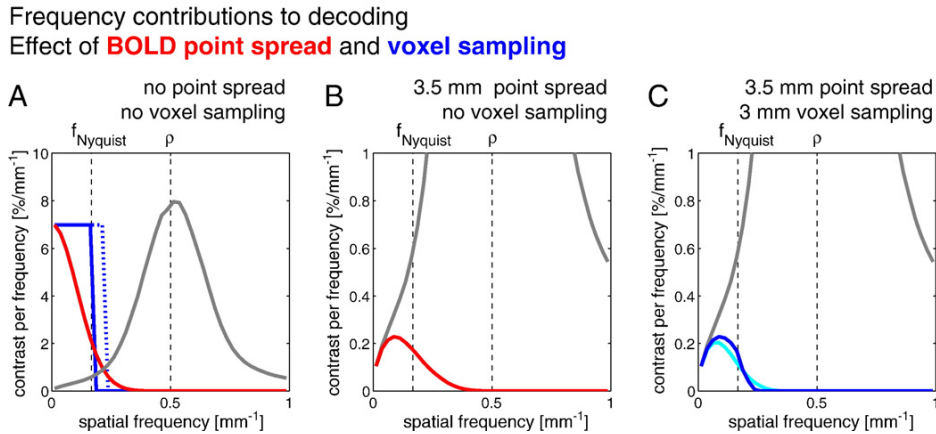 Frequency contributions to decoding
Effect of BOLD point spread and voxel sampling
A
no point spread
no voxel sampling
fNyquist
ρ
contrast per frequency [%/mm⁻¹]
10
8
6
4
2
0
0
0.5
1
spatial frequency [mm⁻¹]
B
3.5 mm point spread
no voxel sampling
fNyquist
ρ
contrast per frequency [%/mm⁻¹]
1
0.8
0.6
0.4
0.2
0
0
0.5
1
spatial frequency [mm⁻¹]
C
3.5 mm point spread
3 mm voxel sampling
fNyquist
ρ
contrast per frequency [%/mm⁻¹]
1
0.8
0.6
0.4
0.2
0
0
0.5
1
spatial frequency [mm⁻¹]